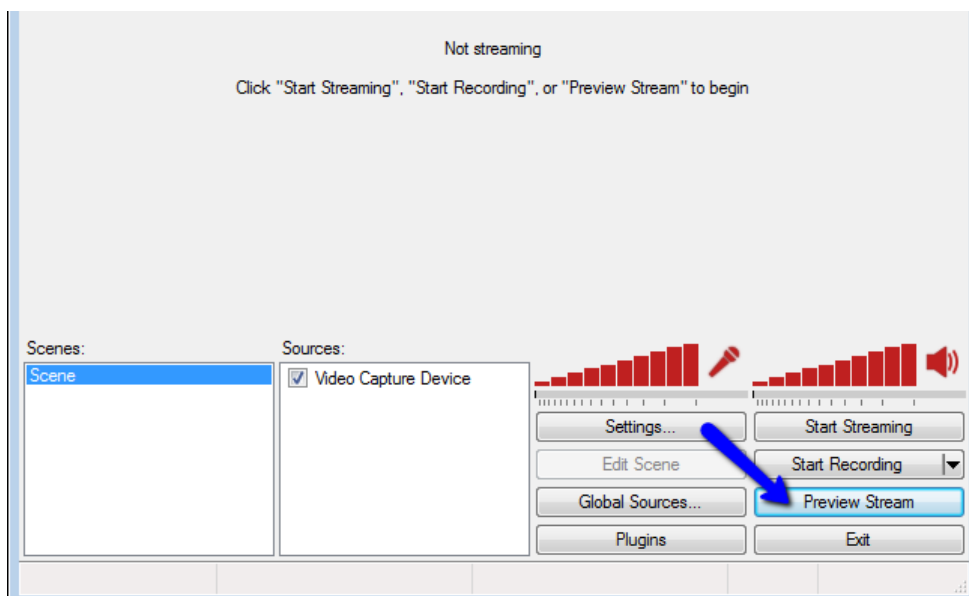 Not streaming
Click "Start Streaming", "Start Recording", or "Preview Stream" to begin
Scenes:
Scene
Sources:
Video Capture Device
Settings...
Start Streaming
Edit Scene
Start Recording
Global Sources...
Preview Stream
Plugins
Exit